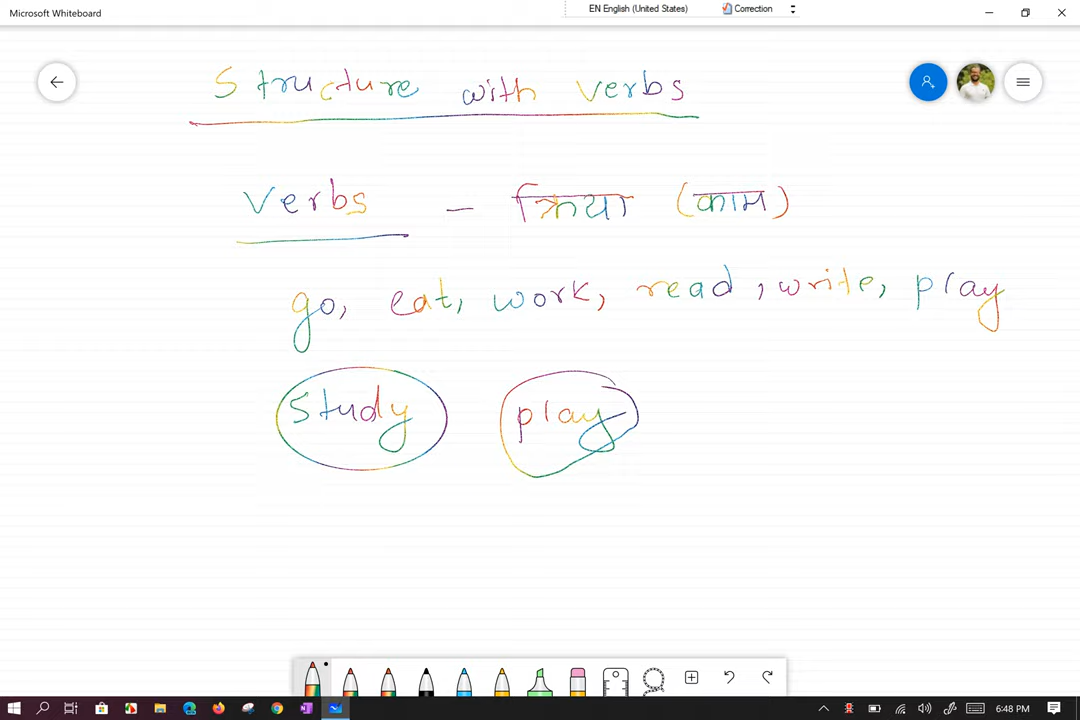 Microsoft Whiteboard
EN English (United States) Correction
Structure with verbs
verbs - क्रिया (काम)
go, eat, work, read, write, play
study play
6:48 PM